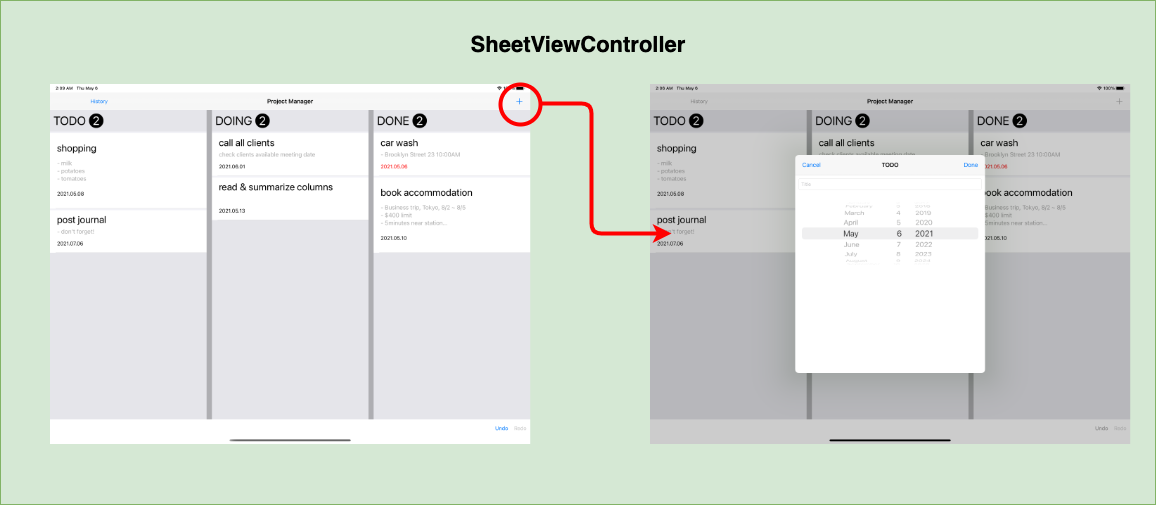 SheetViewController
2:09 AM Thu May 6
100%
History
Project Manager
+
TODO 2
shopping
- milk
- potatoes
- tomatoes
2021.05.08
post journal
- don't forget!
2021.07.06
DOING 2
call all clients
check clients available meeting date
2021.06.01
read & summarize columns
2021.05.13
DONE 2
car wash
- Brooklyn Street 23 10:00AM
2021.05.06
book accommodation
- Business trip, Tokyo, 8/2 ~ 8/5
- $400 limit
- 5minutes near station...
2021.05.10
Undo
2:09 AM Thu May 6
100%
History
Project Manager
+
TODO 2
shopping
- milk
- potatoes
- tomatoes
2021.05.08
post journal
don't forget!
2021.07.06
DOING 2
call all clients
DONE 2
car wash
- Brooklyn Street 23 10:00AM
2021.05.06
book accommodation
- Business trip, Tokyo, 8/2 ~ 8/5
- $400 limit
- 5minutes near station...
2021.05.10
Cancel
TODO
Done
Title
March 4 2019
April 5 2020
May 6 2021
June 7 2022
July 8 2023
Undo